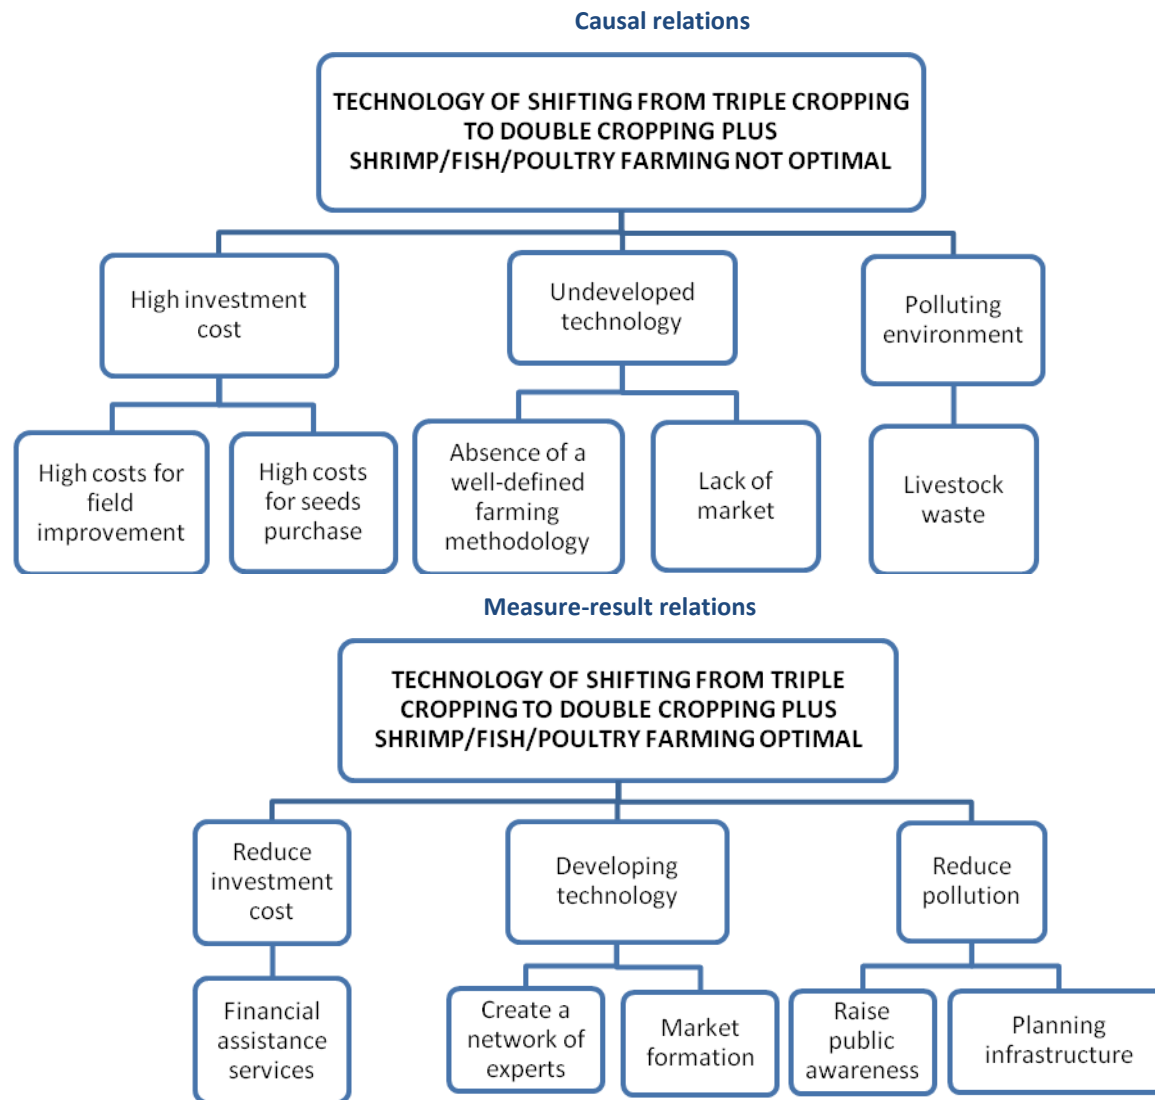 Causal relations
TECHNOLOGY OF SHIFTING FROM TRIPLE CROPPING
TO DOUBLE CROPPING PLUS
SHRIMP/FISH/POULTRY FARMING NOT OPTIMAL
High investment
cost
Undeveloped
technology
Polluting
environment
High costs for
field
improvement
High costs
for seeds
purchase
Absence of a
well-defined
farming
methodology
Lack of
market
Livestock
waste
Measure-result relations
TECHNOLOGY OF SHIFTING FROM TRIPLE
CROPPING TO DOUBLE CROPPING PLUS
SHRIMP/FISH/POULTRY FARMING OPTIMAL
Reduce
investment
cost
Developing
technology
Reduce
pollution
Financial
assistance
services
Create a
network of
experts
Market
formation
Raise
public
awareness
Planning
infrastructure